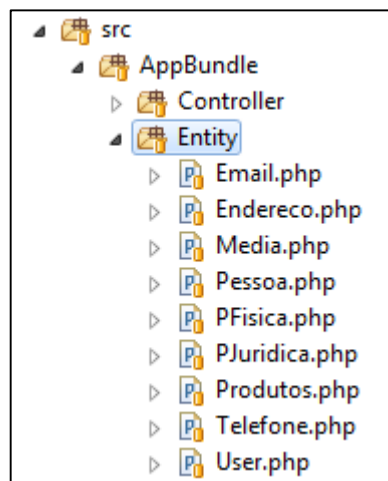 src
AppBundle
Controller
Entity
Email.php
Endereco.php
Media.php
Pessoa.php
PFisica.php
PJuridica.php
Produtos.php
Telefone.php
User.php